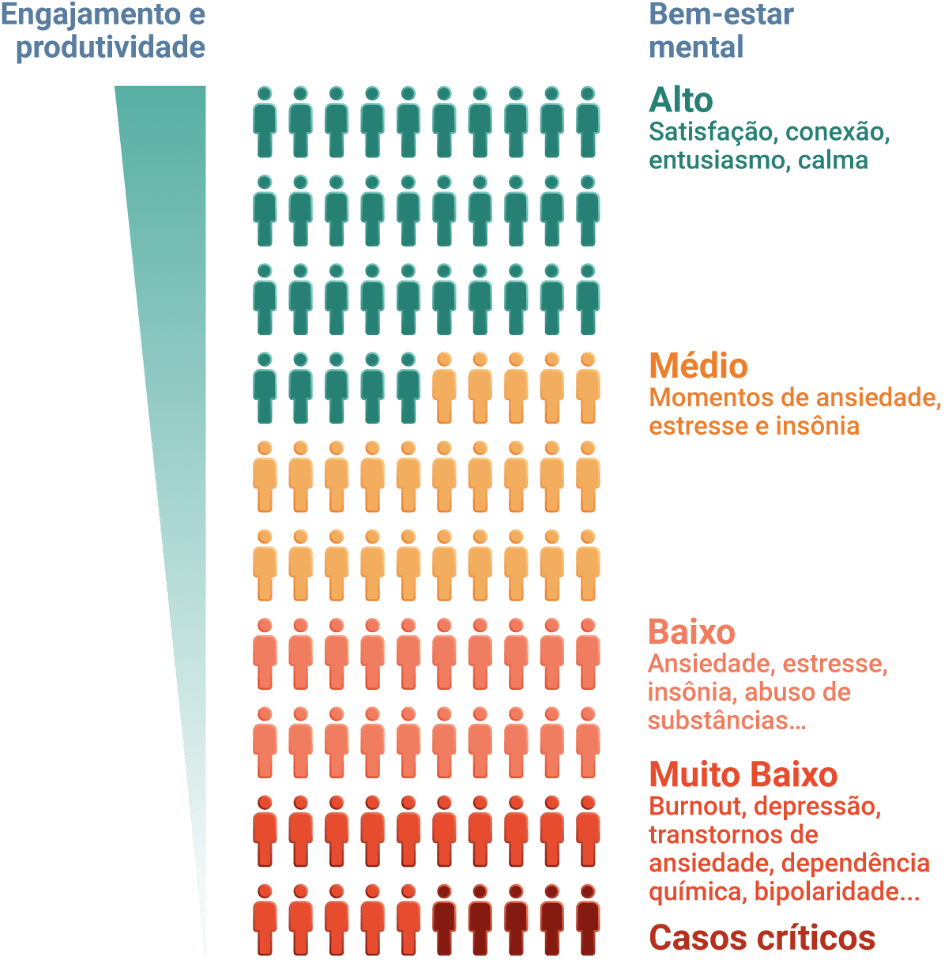 Engajamento e
produtividade
Bem-estar
mental
Alto
Satisfação, conexão,
entusiasmo, calma
Médio
Momentos de ansiedade,
estresse e insônia
Baixo
Ansiedade, estresse,
insônia, abuso de
substâncias...
Muito Baixo
Burnout, depressão,
transtornos de
ansiedade, dependência
química, bipolaridade...
Casos críticos